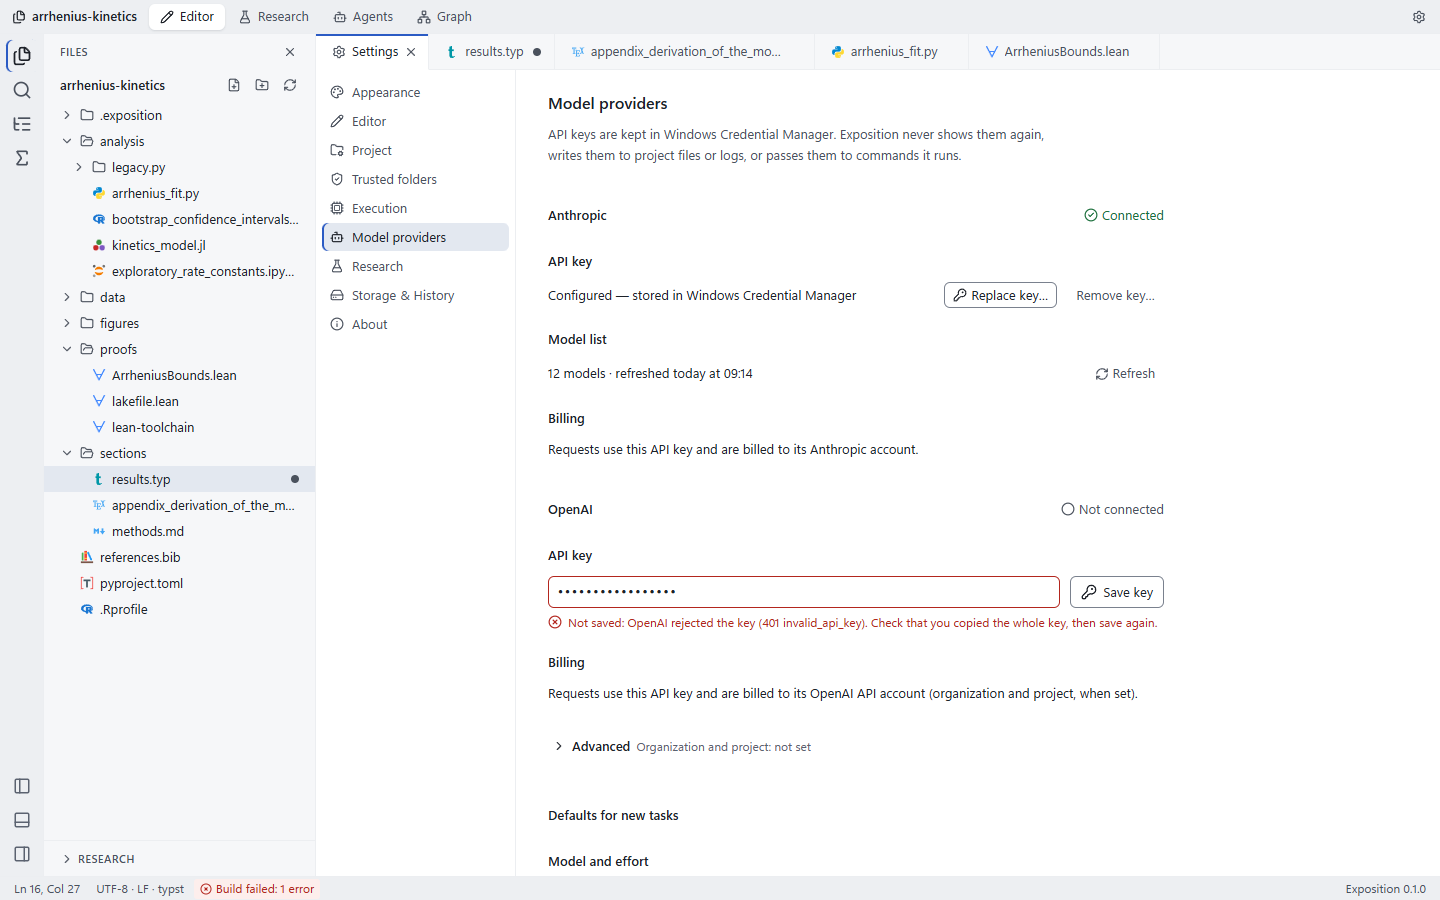 arrhenius-kinetics
Editor
Research
Agents
Graph
FILES
arrhenius-kinetics
.exposition
analysis
legacy.py
arrhenius_fit.py
bootstrap_confidence_intervals...
kinetics_model.jl
exploratory_rate_constants.ipy...
data
figures
proofs
ArrheniusBounds.lean
lakefile.lean
lean-toolchain
sections
results.typ
appendix_derivation_of_the_m...
methods.md
references.bib
pyproject.toml
.Rprofile
RESEARCH
Settings
results.typ
appendix_derivation_of_the_mo...
arrhenius_fit.py
ArrheniusBounds.lean
Appearance
Editor
Project
Trusted folders
Execution
Model providers
Research
Storage & History
About
Model providers
API keys are kept in Windows Credential Manager. Exposition never shows them again,
writes them to project files or logs, or passes them to commands it runs.
Anthropic
Connected
API key
Configured — stored in Windows Credential Manager
Replace key...
Remove key...
Model list
12 models · refreshed today at 09:14
Refresh
Billing
Requests use this API key and are billed to its Anthropic account.
OpenAI
Not connected
API key
•••••••••••••••••
Save key
Not saved: OpenAI rejected the key (401 invalid_api_key). Check that you copied the whole key, then save again.
Billing
Requests use this API key and are billed to its OpenAI API account (organization and project, when set).
Advanced Organization and project: not set
Defaults for new tasks
Model and effort
Ln 16, Col 27
UTF-8 · LF · typst
Build failed: 1 error
Exposition 0.1.0